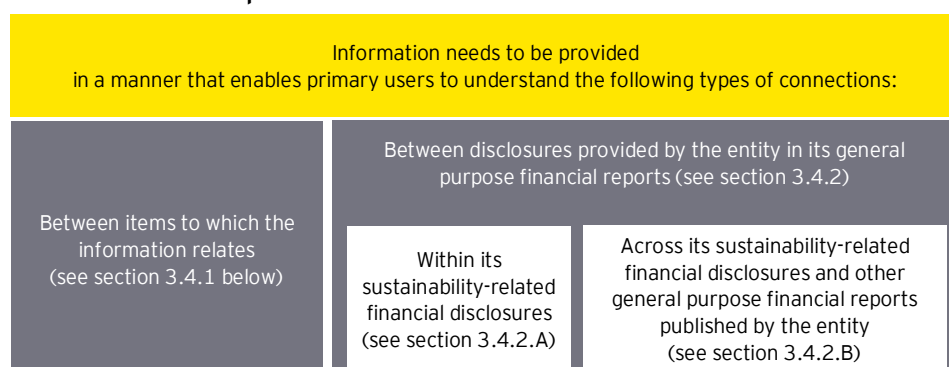 Information needs to be provided
in a manner that enables primary users to understand the following types of connections:
Between items to which the
information relates
(see section 3.4.1 below)
Between disclosures provided by the entity in its general
purpose financial reports (see section 3.4.2)
Within its
sustainability-related
financial disclosures
(see section 3.4.2.A)
Across its sustainability-related
financial disclosures and other
general purpose financial reports
published by the entity
(see section 3.4.2.B)